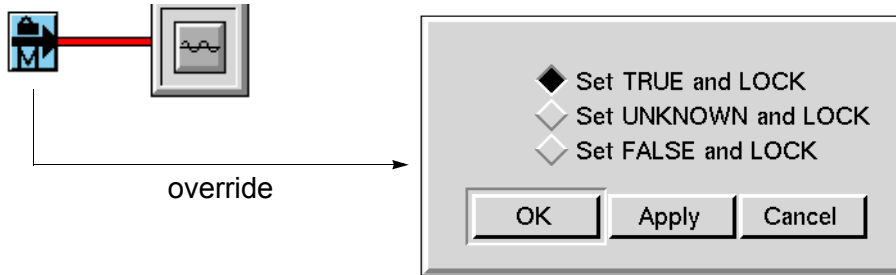 M
Set TRUE and LOCK
Set UNKNOWN and LOCK
Set FALSE and LOCK
override
OK Apply Cancel